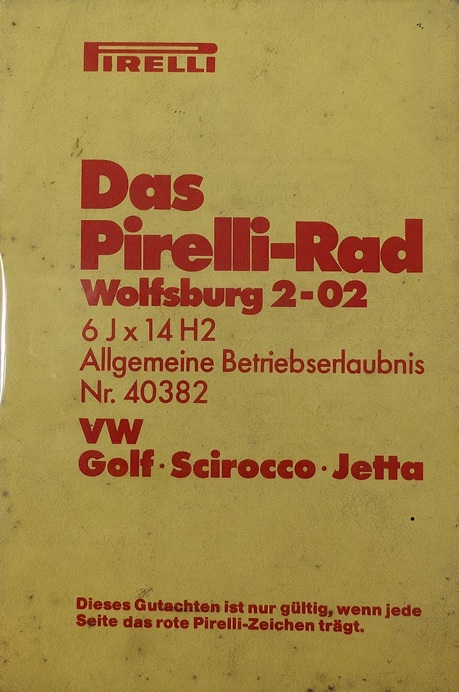 PIRELLI
Das
Pirelli-Rad
Wolfsburg 2-02
6 J x 14 H2
Allgemeine Betriebserlaubnis
Nr. 40382
VW
Golf · Scirocco · Jetta
Dieses Gutachten ist nur gültig, wenn jede
Seite das rote Pirelli-Zeichen trägt.